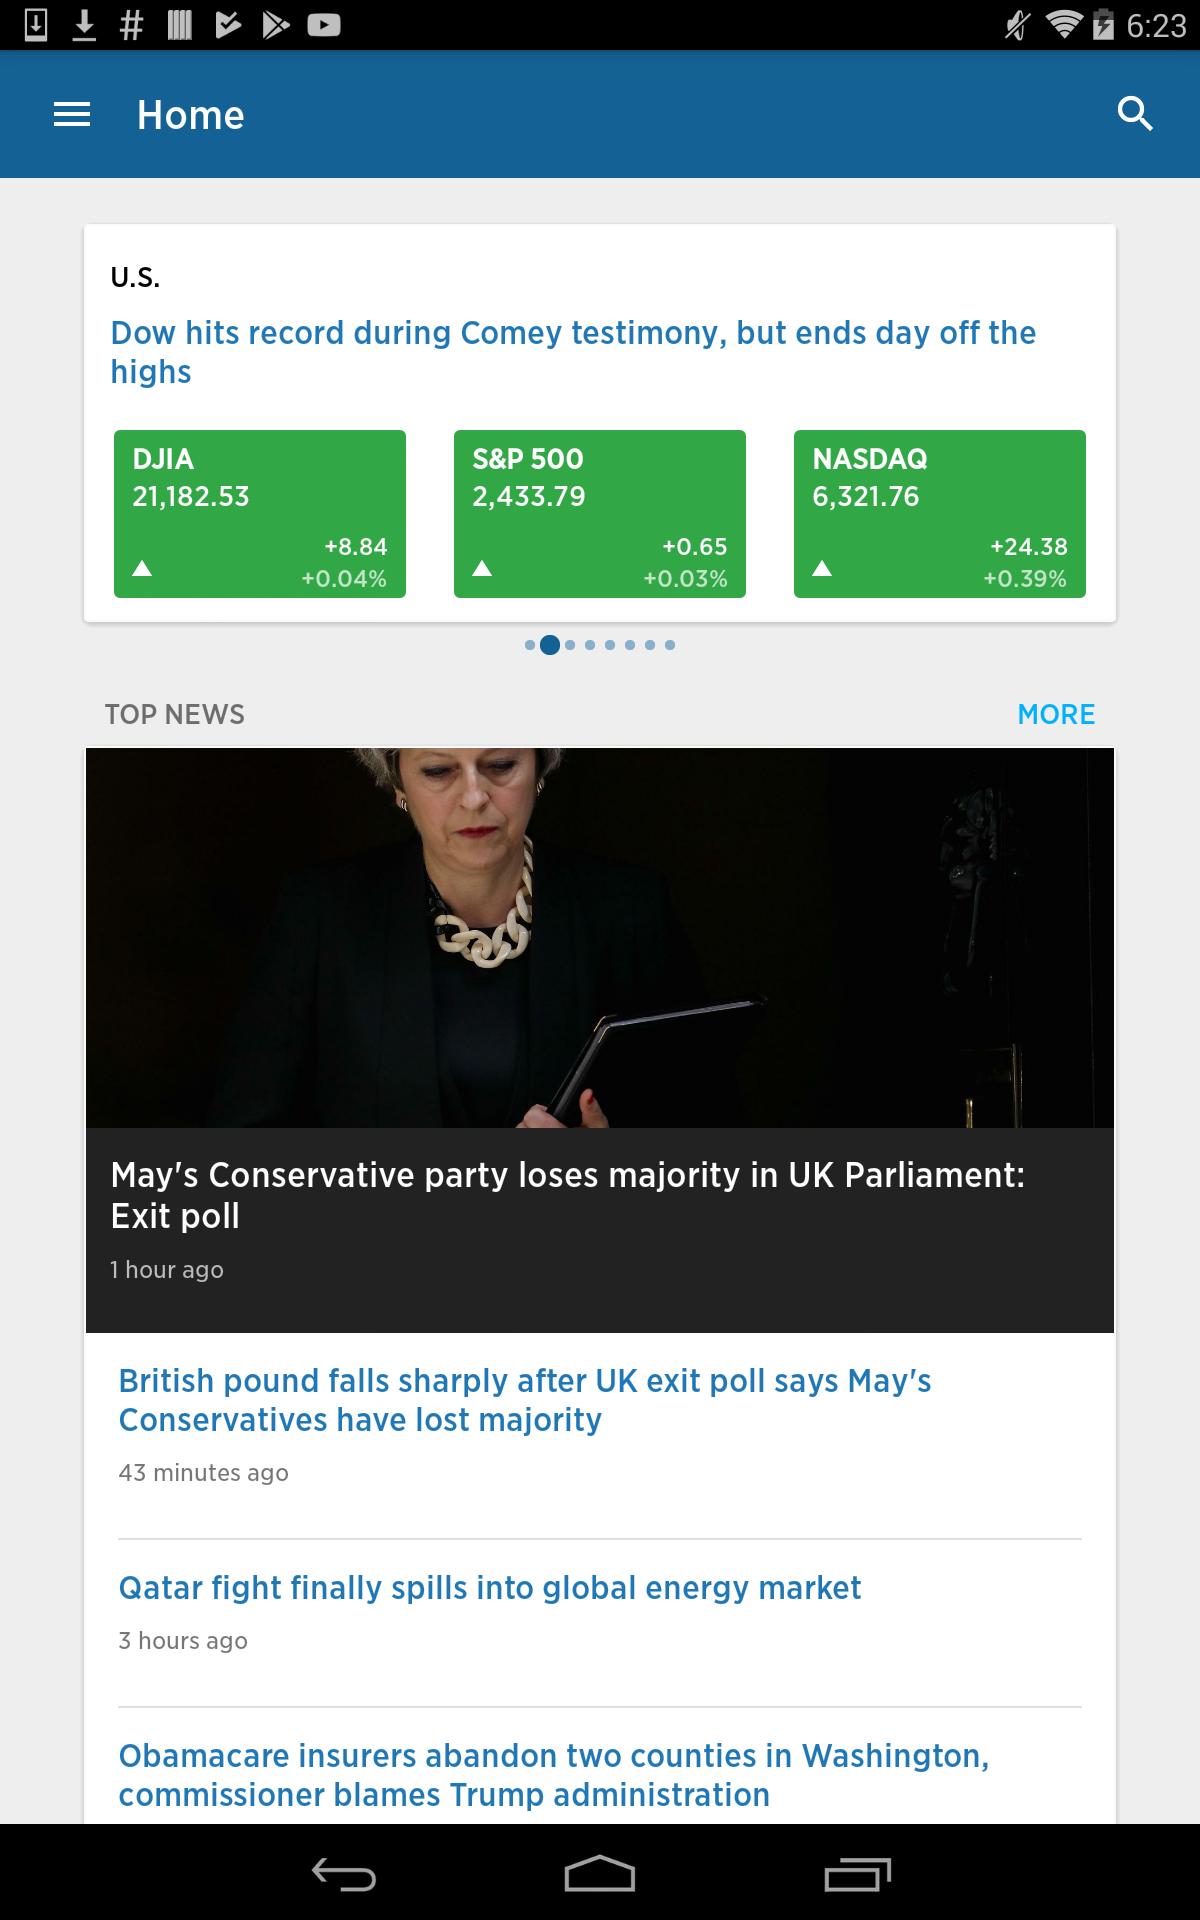 6:23
Home
U.S.
Dow hits record during Comey testimony, but ends day off the
highs
DJIA
21,182.53
+8.84
+0.04%
S&P 500
2,433.79
+0.65
+0.03%
NASDAQ
6,321.76
+24.38
+0.39%
TOP NEWS
MORE
May's Conservative party loses majority in UK Parliament:
Exit poll
1 hour ago
British pound falls sharply after UK exit poll says May's
Conservatives have lost majority
43 minutes ago
Qatar fight finally spills into global energy market
3 hours ago
Obamacare insurers abandon two counties in Washington,
commissioner blames Trump administration